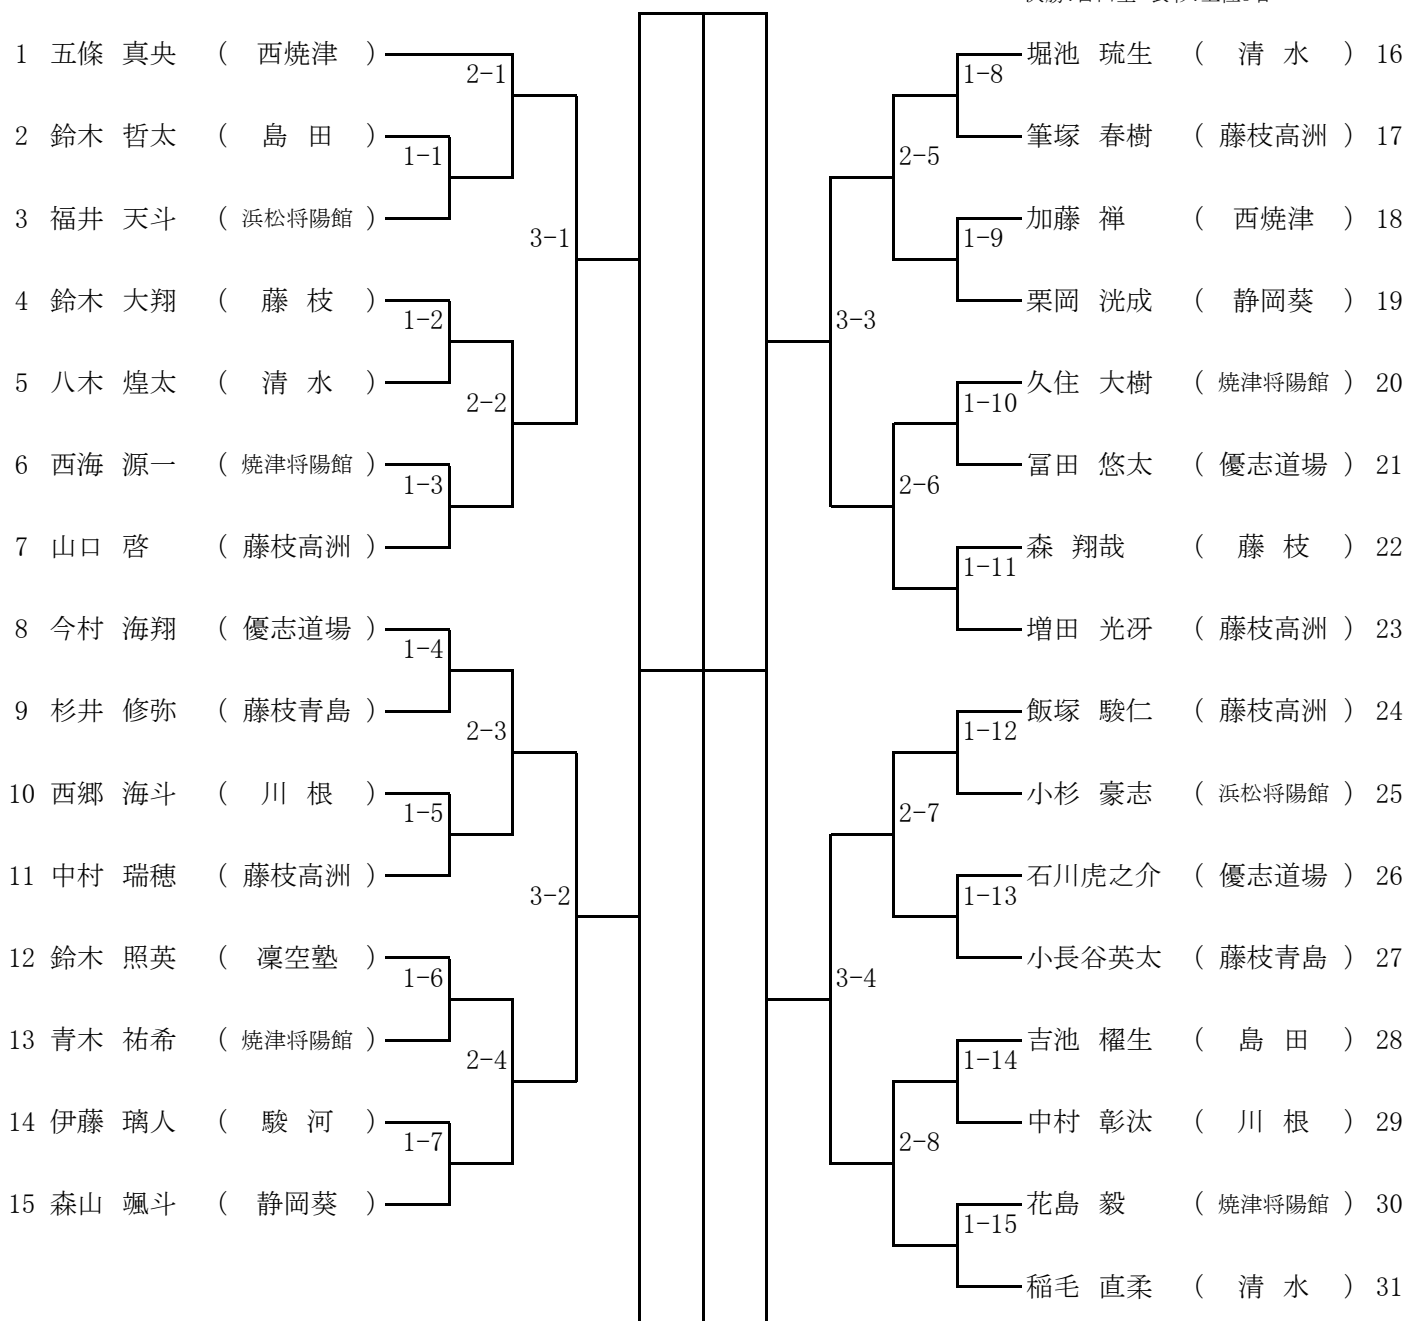 1 五條 真央 ( 西焼津 )
2 鈴木 哲太 ( 島 田 )
3 福井 天斗 ( 浜松将陽館 )
4 鈴木 大翔 ( 藤 枝 )
5 八木 煌太 ( 清 水 )
6 西海 源一 ( 焼津将陽館 )
7 山口 啓 ( 藤枝高洲 )
8 今村 海翔 ( 優志道場 )
9 杉井 修弥 ( 藤枝青島 )
10 西郷 海斗 ( 川 根 )
11 中村 瑞穂 ( 藤枝高洲 )
12 鈴木 照英 ( 凜空塾 )
13 青木 祐希 ( 焼津将陽館 )
14 伊藤 璃人 ( 駿 河 )
15 森山 颯斗 ( 静岡葵 )
2-1
1-1
3-1
1-2
2-2
1-3
1-4
2-3
1-5
3-2
1-6
2-4
1-7
堀池 琉生 ( 清 水 ) 16
筆塚 春樹 ( 藤枝高洲 ) 17
加藤 禅 ( 西焼津 ) 18
栗岡 洸成 ( 静岡葵 ) 19
久住 大樹 ( 焼津将陽館 ) 20
冨田 悠太 ( 優志道場 ) 21
森 翔哉 ( 藤 枝 ) 22
増田 光冴 ( 藤枝高洲 ) 23
飯塚 駿仁 ( 藤枝高洲 ) 24
小杉 豪志 ( 浜松将陽館 ) 25
石川虎之介 ( 優志道場 ) 26
小長谷英太 ( 藤枝青島 ) 27
吉池 櫂生 ( 島 田 ) 28
中村 彰汰 ( 川 根 ) 29
花島 毅 ( 焼津将陽館 ) 30
稲毛 直柔 ( 清 水 ) 31
1-8
2-5
1-9
3-3
1-10
2-6
1-11
1-12
2-7
1-13
3-4
1-14
2-8
1-15